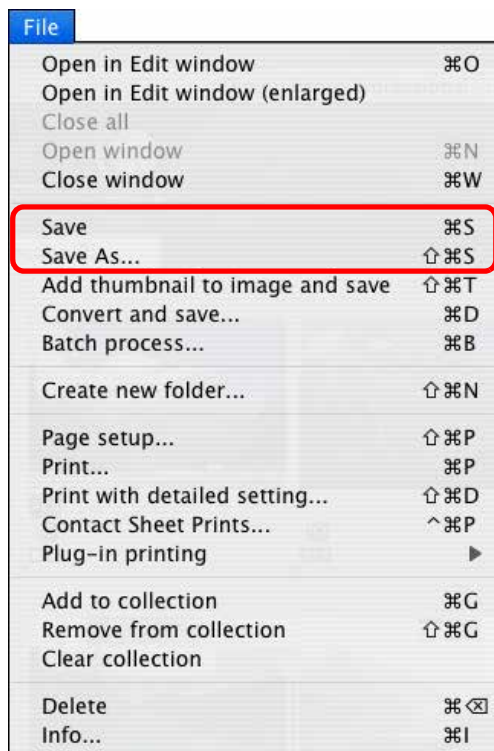 File
Open in Edit window ⌘O
Open in Edit window (enlarged)
Close all
Open window ⌘N
Close window ⌘W
Save ⌘S
Save As... ⇧⌘S
Add thumbnail to image and save ⇧⌘T
Convert and save... ⌘D
Batch process... ⌘B
Create new folder... ⇧⌘N
Page setup... ⇧⌘P
Print... ⌘P
Print with detailed setting... ⇧⌘D
Contact Sheet Prints... ^⌘P
Plug-in printing ▶
Add to collection ⌘G
Remove from collection ⇧⌘G
Clear collection
Delete ⌘⌫
Info... ⌘I